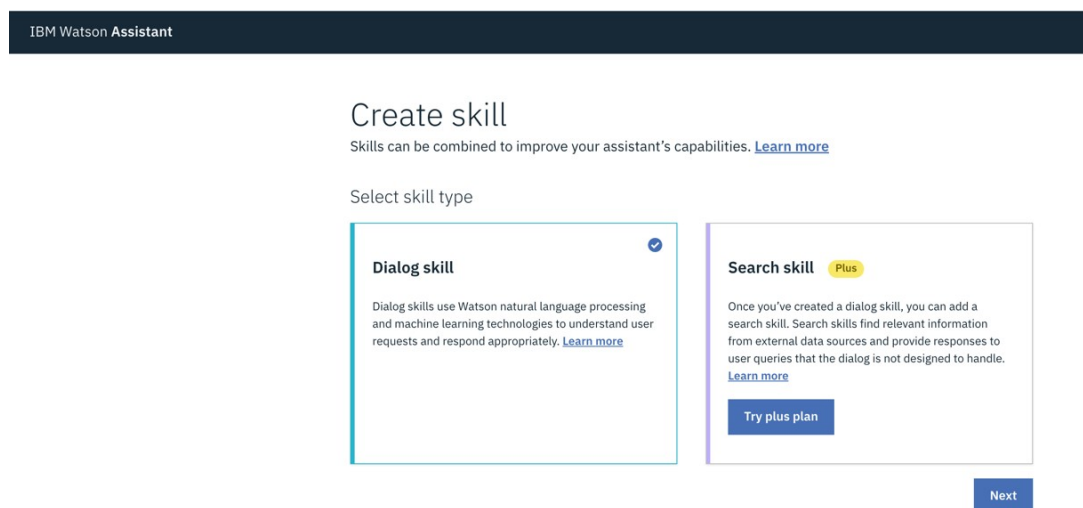 IBM Watson Assistant
Create skill
Skills can be combined to improve your assistant's capabilities. Learn more
Select skill type
Dialog skill
Dialog skills use Watson natural language processing
and machine learning technologies to understand user
requests and respond appropriately. Learn more
Search skill Plus
Once you've created a dialog skill, you can add a
search skill. Search skills find relevant information
from external data sources and provide responses to
user queries that the dialog is not designed to handle.
Learn more
Try plus plan
Next